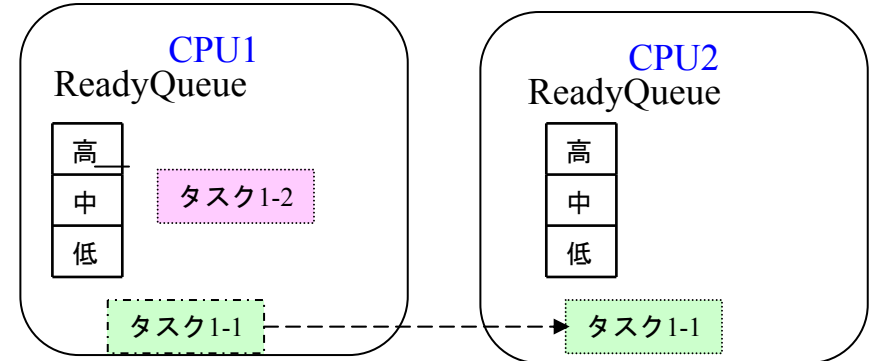 CPU1
ReadyQueue
高
中
低
タスク1-2
タスク1-1
CPU2
ReadyQueue
高
中
低
タスク1-1